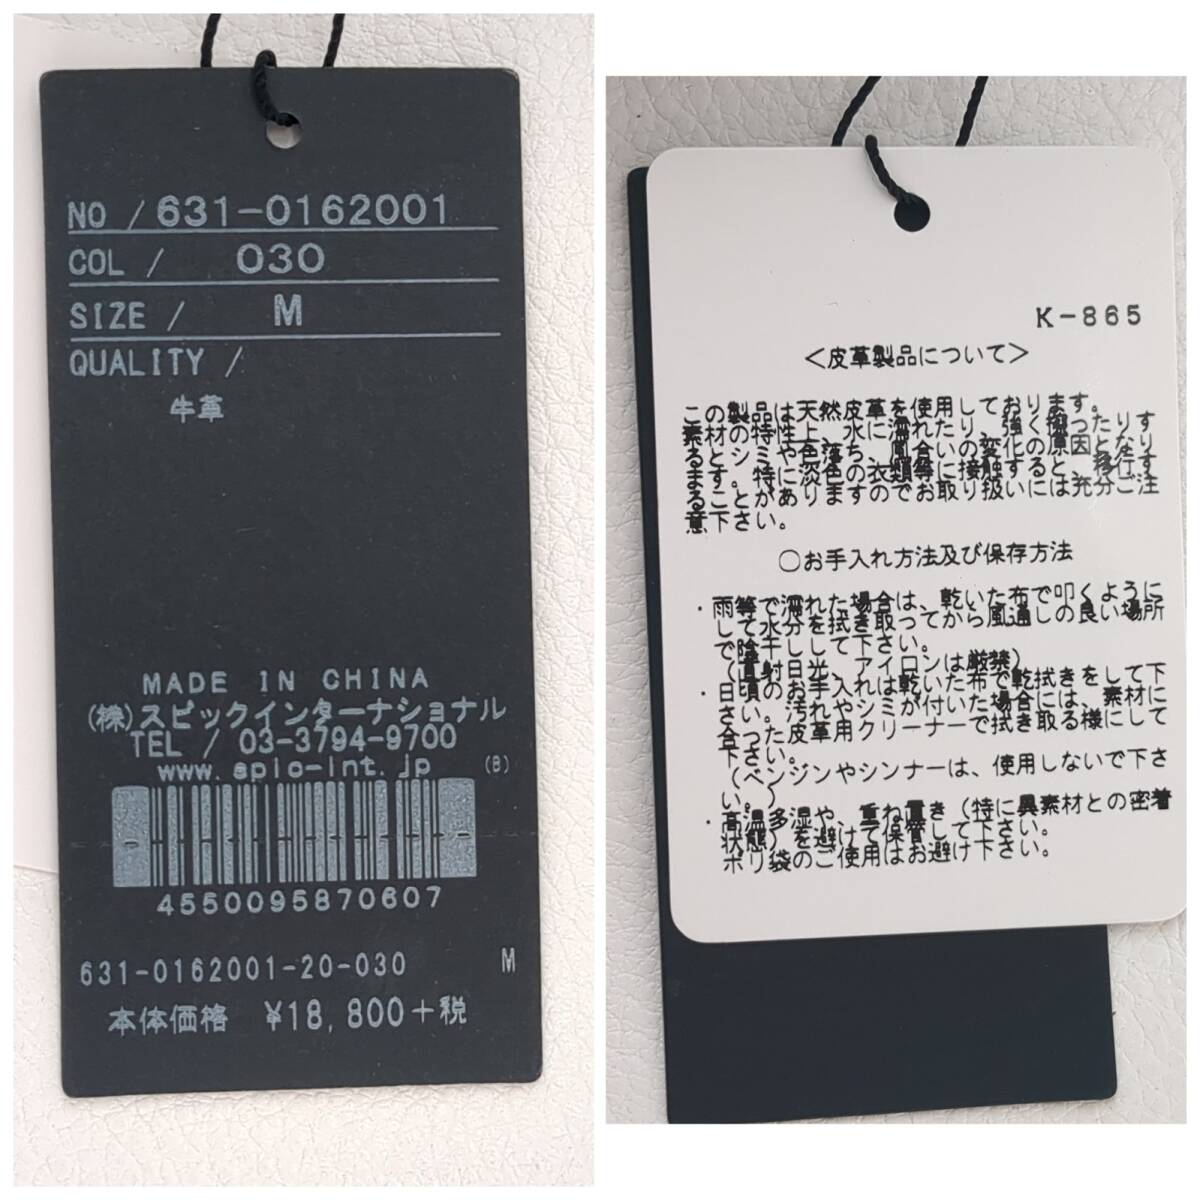 NO / 631-0162001
COL / 030
SIZE / M
QUALITY /
牛革
MADE IN CHINA
(株)スピックインターナショナル
TEL / 03-3794-9700
www.spic-int.jp (B)
4550095870607
631-0162001-20-030 M
本体価格 ¥18,800+税
K-865
<皮革製品について>
この製品は天然皮革を使用しております。
素材の特性上、水に濡れたり、強く擦ったりす
るとシミや色落ち、風合いの変化の原因となり
ます。特に淡色の衣類等に接触すると、移行す
ることがありますのでお取り扱いには充分ご注
意下さい。
○お手入れ方法及び保存方法
・雨等で濡れた場合は、乾いた布で叩くように
して水分を拭き取ってから風通しの良い場所
で陰干しして下さい。
(直射日光、アイロンは厳禁)
・日頃のお手入れは乾いた布で乾拭きをして下
さい。汚れやシミが付いた場合には、素材に
合った皮革用クリーナーで拭き取る様にして
下さい。
(ベンジンやシンナーは、使用しないで下さ
い。)
・高温多湿や、重ね置き(特に異素材との密着
状態)を避けて保管して下さい。
ポリ袋のご使用はお避け下さい。